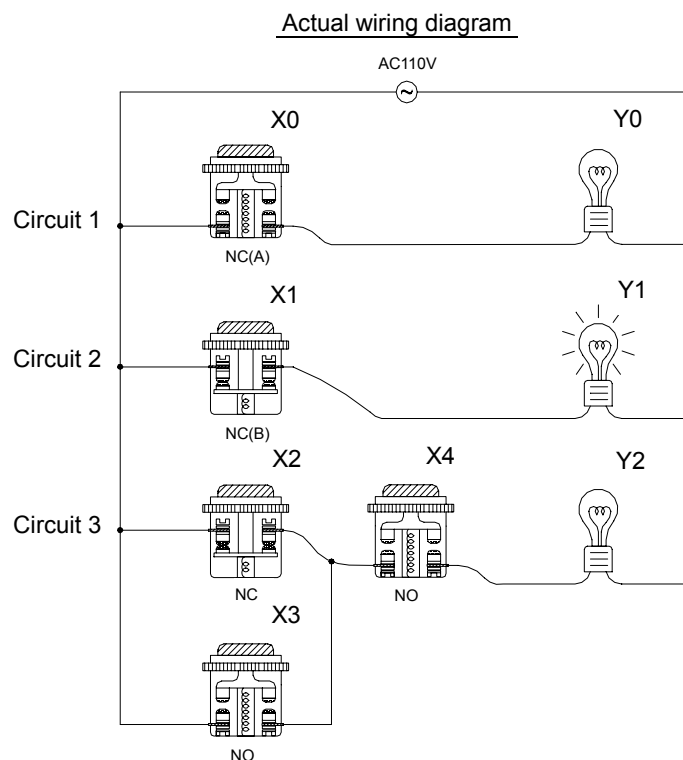 Actual wiring diagram
AC110V
~
X0
Y0
Circuit 1
NC(A)
X1
Y1
Circuit 2
NC(B)
X2
X4
Y2
Circuit 3
NC
NO
X3
NO